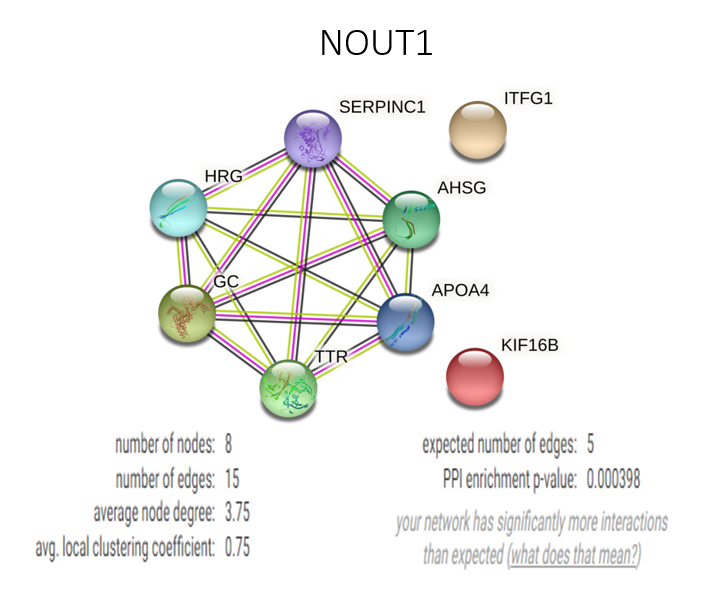 NOUT1
SERPINC1
ITFG1
HRG
AHSG
GC
APOA4
TTR
KIF16B
number of nodes: 8
number of edges: 15
average node degree: 3.75
avg. local clustering coefficient: 0.75
expected number of edges: 5
PPI enrichment p-value: 0.000398
your network has significantly more interactions
than expected (what does that mean?)